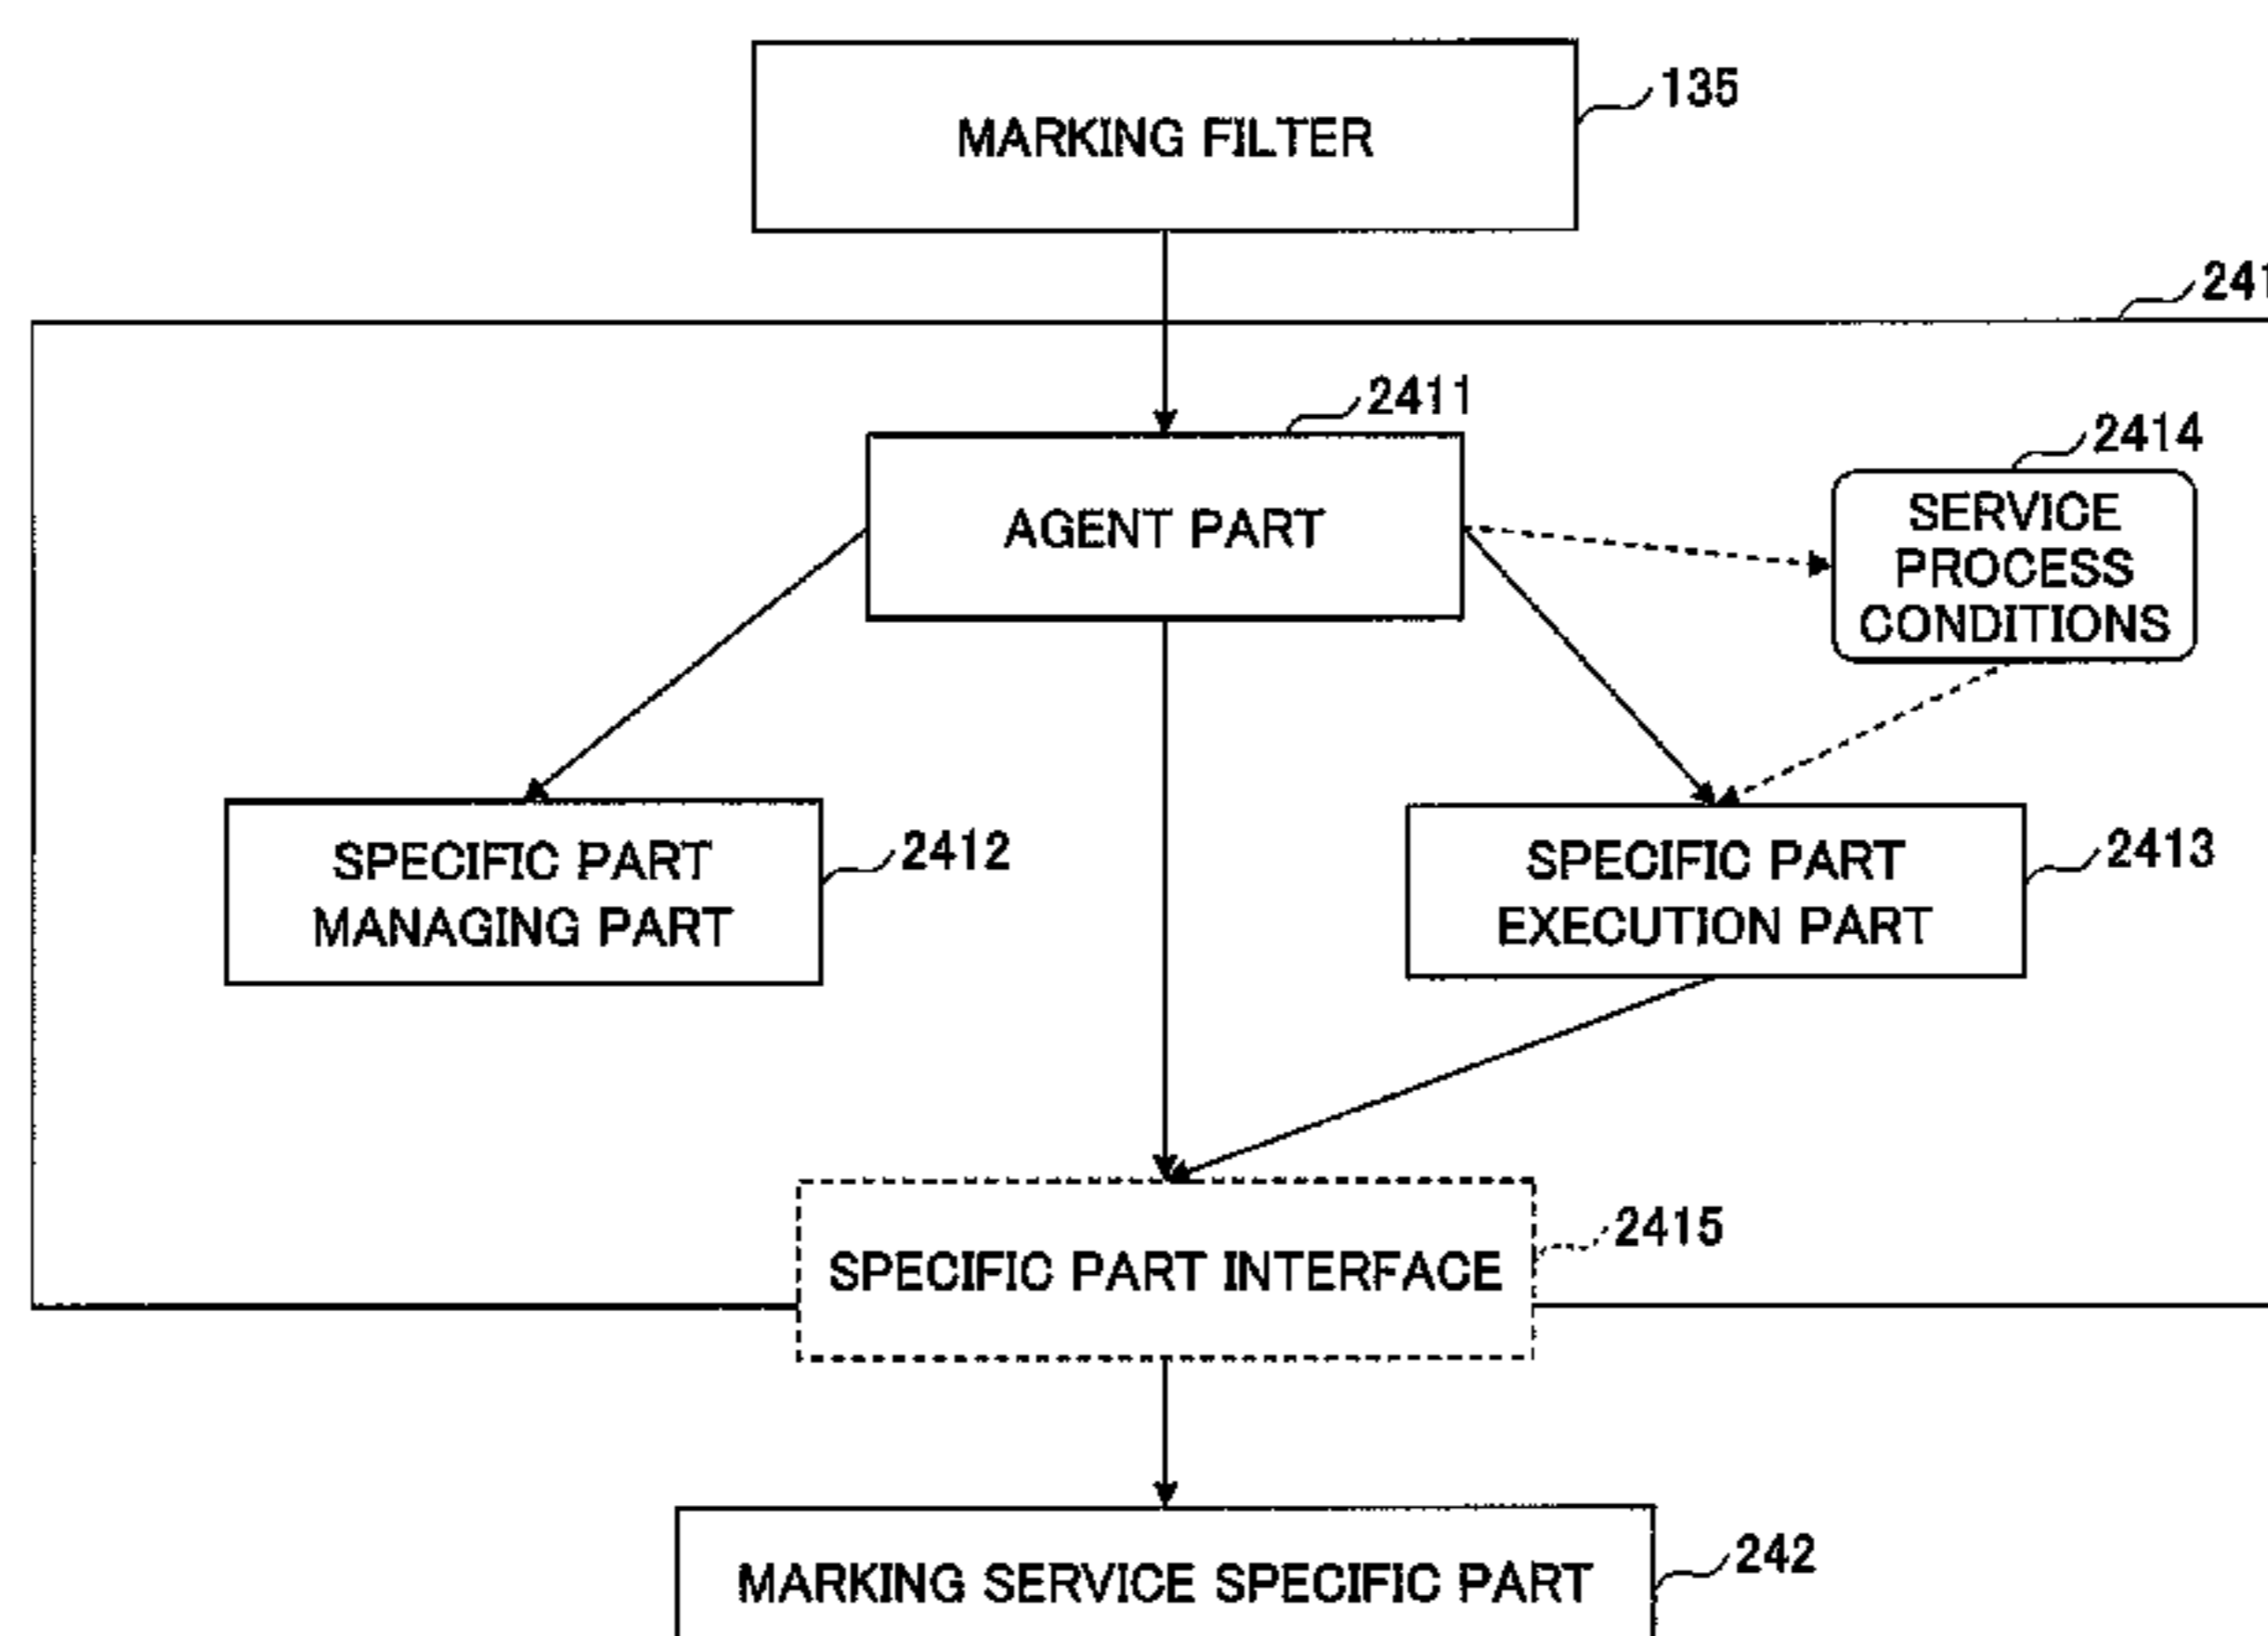 135
MARKING FILTER
241
2411
2414
AGENT PART
SERVICE
PROCESS
CONDITIONS
SPECIFIC PART
MANAGING PART
2412
SPECIFIC PART
EXECUTION PART
2413
2415
SPECIFIC PART INTERFACE
242
MARKING SERVICE SPECIFIC PART